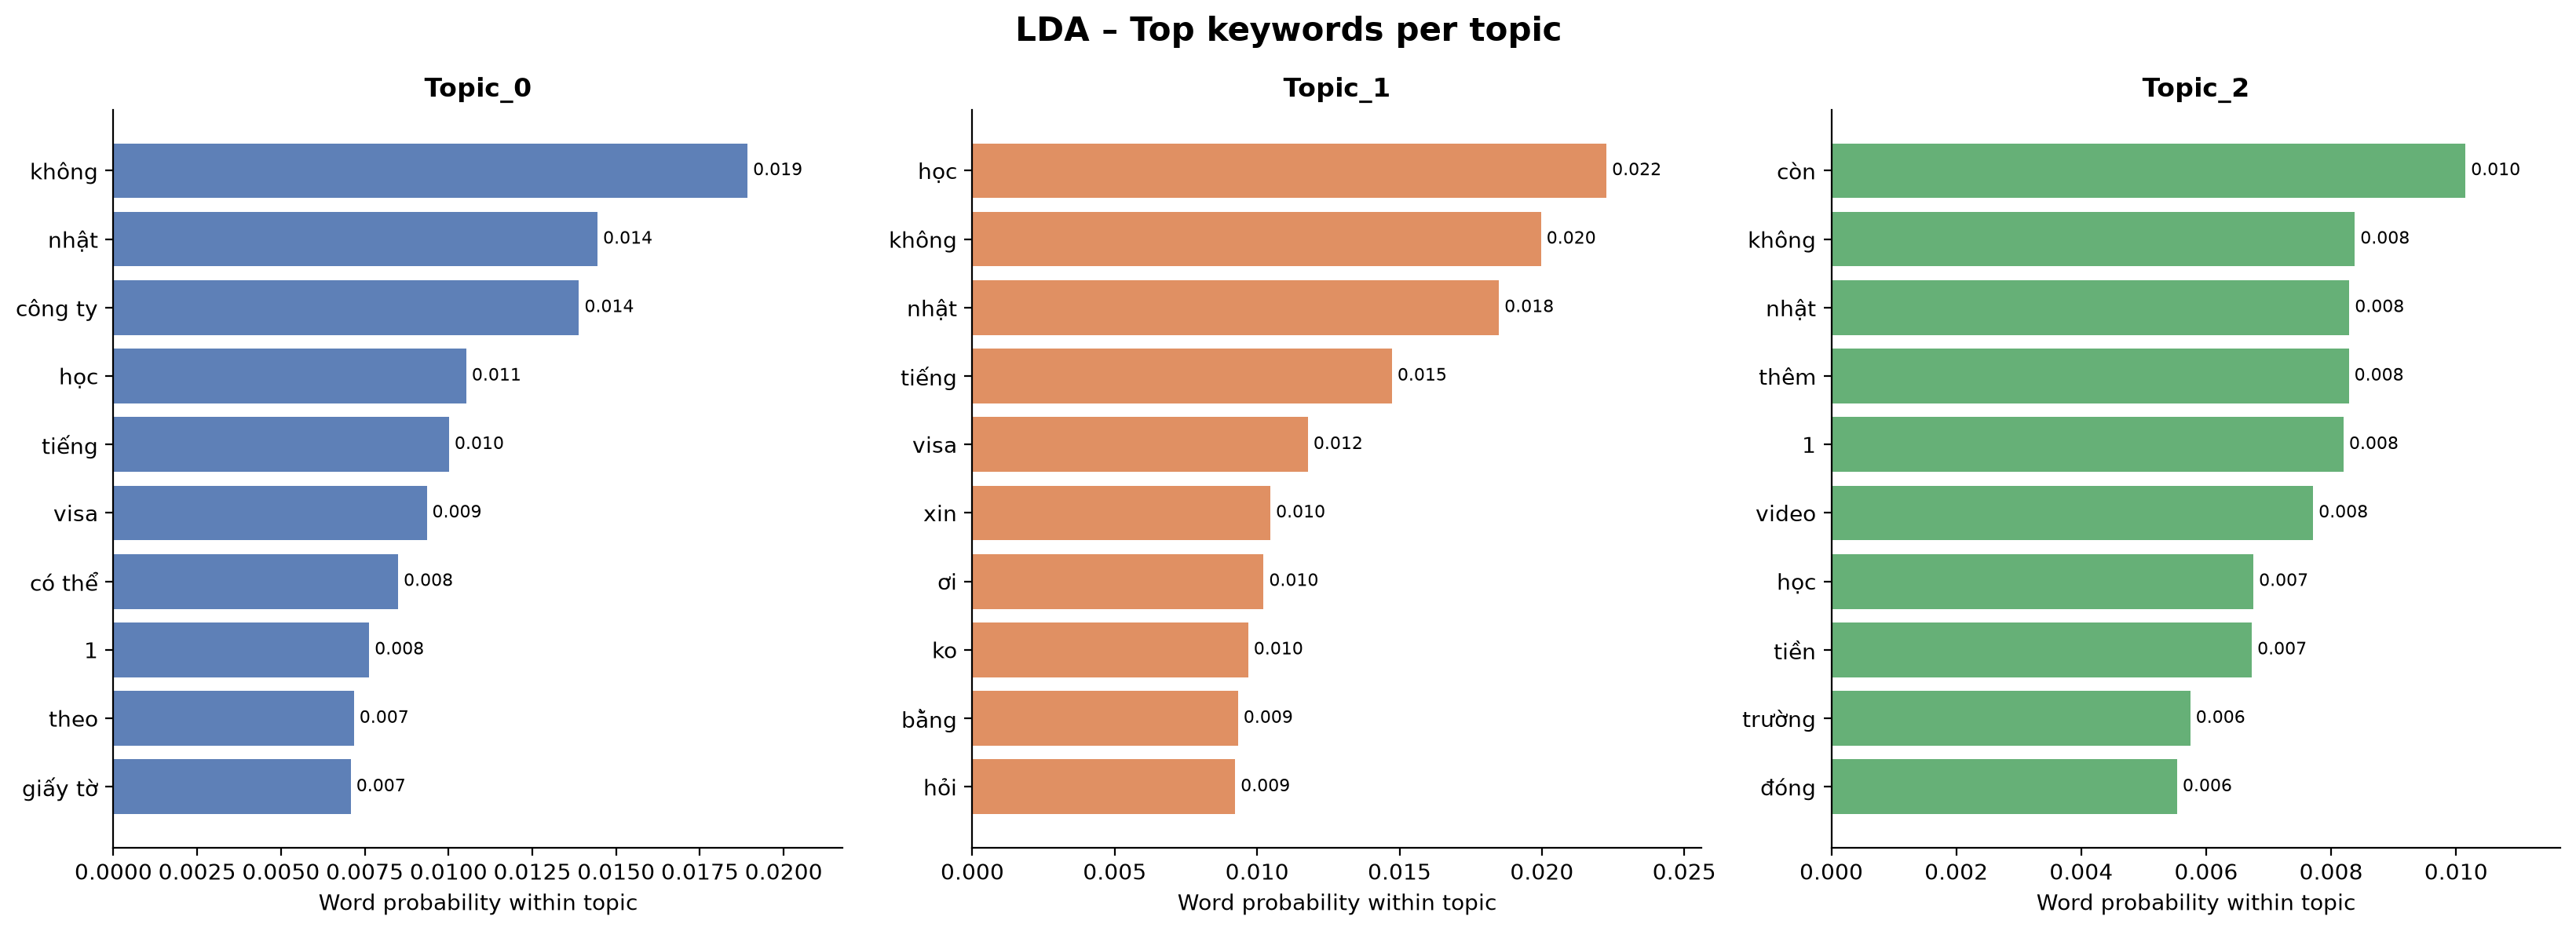 LDA – Top keywords per topic
Topic_0
không 0.019
nhật 0.014
công ty 0.014
học 0.011
tiếng 0.010
visa 0.009
có thể 0.008
1 0.008
theo 0.007
giấy tờ 0.007
0.0000 0.0025 0.0050 0.0075 0.0100 0.0125 0.0150 0.0175 0.0200
Word probability within topic
Topic_1
học 0.022
không 0.020
nhật 0.018
tiếng 0.015
visa 0.012
xin 0.010
ơi 0.010
ko 0.010
bằng 0.009
hỏi 0.009
0.000 0.005 0.010 0.015 0.020 0.025
Word probability within topic
Topic_2
còn 0.010
không 0.008
nhật 0.008
thêm 0.008
1 0.008
video 0.008
học 0.007
tiền 0.007
trường 0.006
đóng 0.006
0.000 0.002 0.004 0.006 0.008 0.010
Word probability within topic